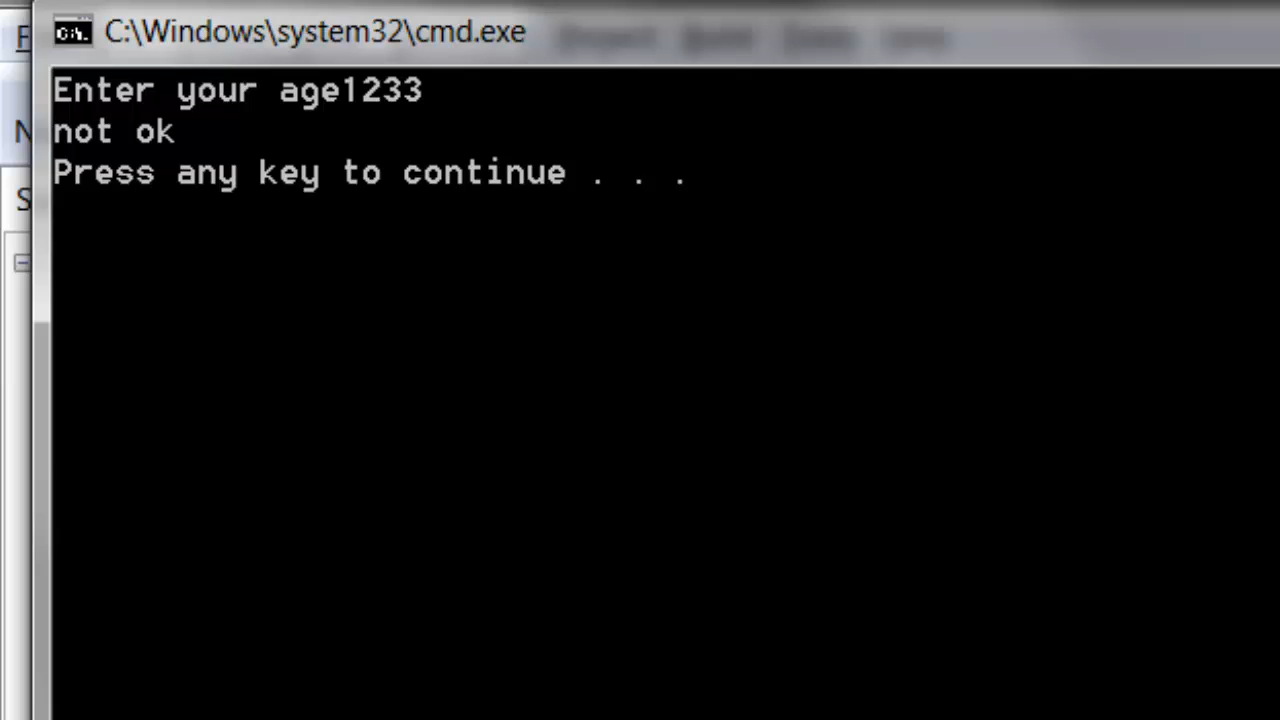 C:\Windows\system32\cmd.exe
Enter your age1233
not ok
Press any key to continue . . .